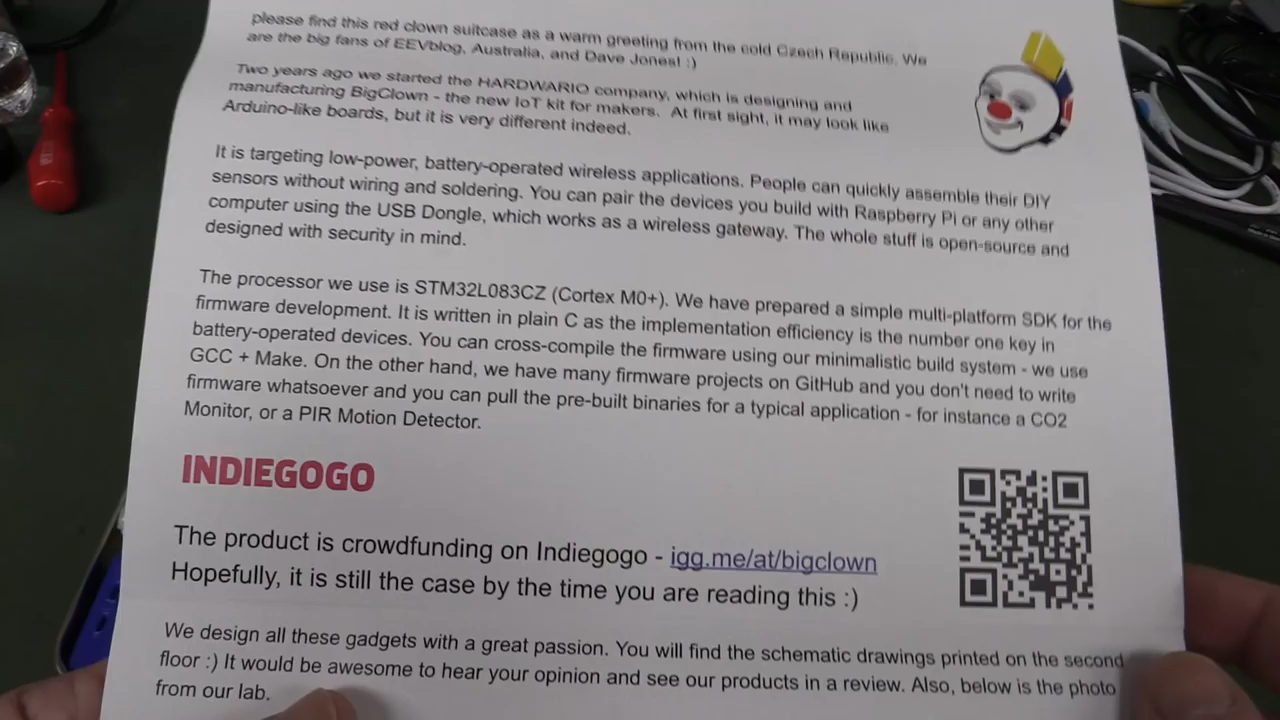 please find this red clown suitcase as a warm greeting from the cold Czech Republic. We
are the big fans of EEVblog, Australia, and Dave Jones! :)
Two years ago we started the HARDWARIO company, which is designing and
manufacturing BigClown - the new IoT kit for makers. At first sight, it may look like
Arduino-like boards, but it is very different indeed.
It is targeting low-power, battery-operated wireless applications. People can quickly assemble their DIY
sensors without wiring and soldering. You can pair the devices you build with Raspberry Pi or any other
computer using the USB Dongle, which works as a wireless gateway. The whole stuff is open-source and
designed with security in mind.
The processor we use is STM32L083CZ (Cortex M0+). We have prepared a simple multi-platform SDK for the
firmware development. It is written in plain C as the implementation efficiency is the number one key in
battery-operated devices. You can cross-compile the firmware using our minimalistic build system - we use
GCC + Make. On the other hand, we have many firmware projects on GitHub and you don't need to write
firmware whatsoever and you can pull the pre-built binaries for a typical application - for instance a CO2
Monitor, or a PIR Motion Detector.
INDIEGOGO
The product is crowdfunding on Indiegogo - igg.me/at/bigclown
Hopefully, it is still the case by the time you are reading this :)
We design all these gadgets with a great passion. You will find the schematic drawings printed on the second
floor :) It would be awesome to hear your opinion and see our products in a review. Also, below is the photo
from our lab.